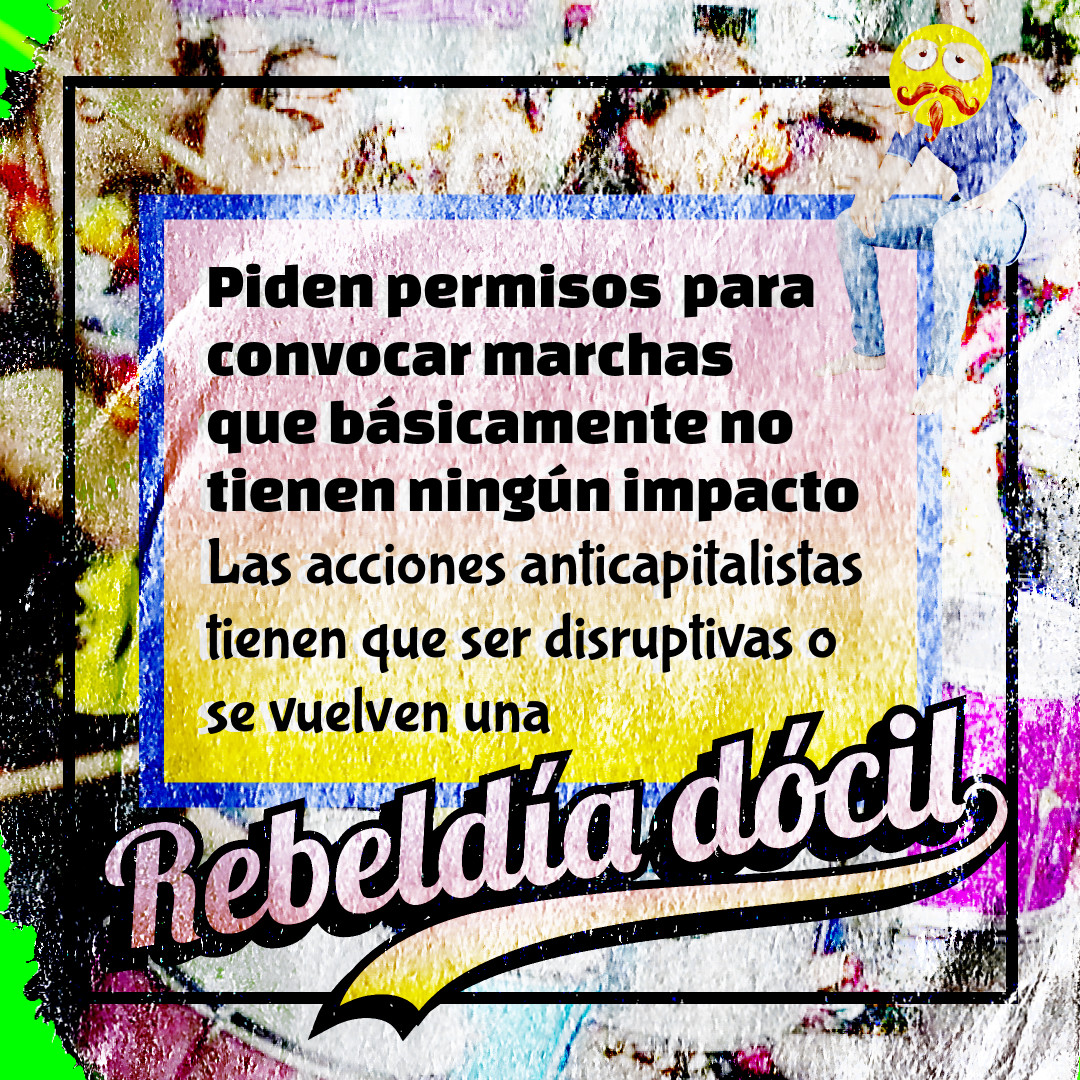 Piden permisos para
convocar marchas
que básicamente no
tienen ningún impacto
Las acciones anticapitalistas
tienen que ser disruptivas o
se vuelven una
Rebeldía dócil